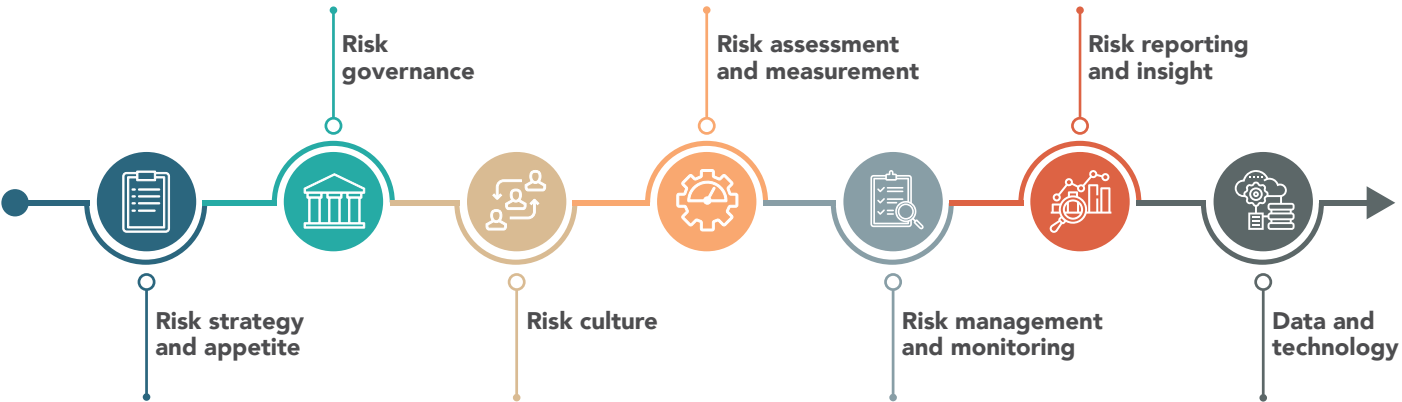 Risk strategy
and appetite
Risk
governance
Risk culture
Risk assessment
and measurement
Risk management
and monitoring
Risk reporting
and insight
Data and
technology